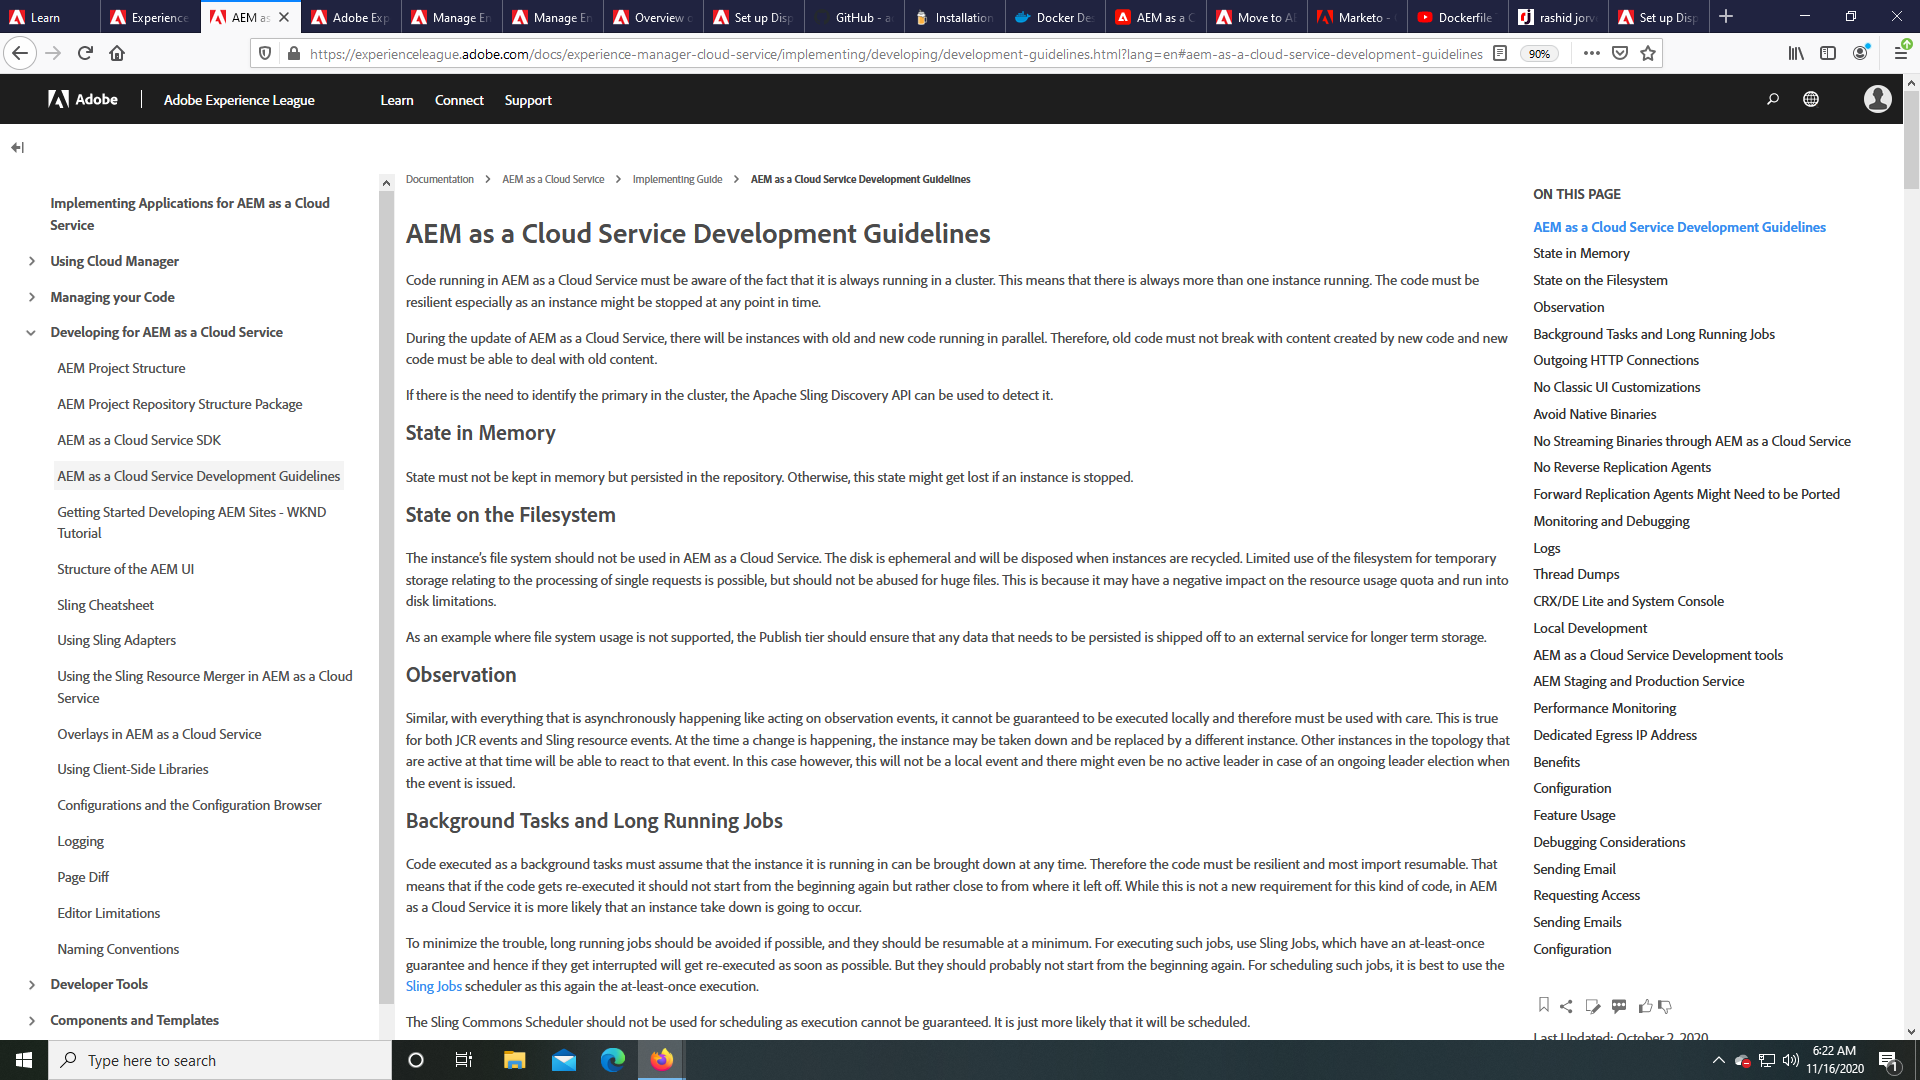 Learn
Experience
AEM as
Adobe Exp
Manage En
Manage En
Overview o
Set up Disp
GitHub - ad
Installation
Docker Des
AEM as a C
Move to AE
Marketo -
Dockerfile
rashid jorv
Set up Disp
https://experienceleague.adobe.com/docs/experience-manager-cloud-service/implementing/developing/development-guidelines.html?lang=en#aem-as-a-cloud-service-development-guidelines
90%
Adobe
Adobe Experience League
Learn
Connect
Support
Implementing Applications for AEM as a Cloud
Service
Using Cloud Manager
Managing your Code
Developing for AEM as a Cloud Service
AEM Project Structure
AEM Project Repository Structure Package
AEM as a Cloud Service SDK
AEM as a Cloud Service Development Guidelines
Getting Started Developing AEM Sites - WKND
Tutorial
Structure of the AEM UI
Sling Cheatsheet
Using Sling Adapters
Using the Sling Resource Merger in AEM as a Cloud
Service
Overlays in AEM as a Cloud Service
Using Client-Side Libraries
Configurations and the Configuration Browser
Logging
Page Diff
Editor Limitations
Naming Conventions
Developer Tools
Components and Templates
Documentation > AEM as a Cloud Service > Implementing Guide > AEM as a Cloud Service Development Guidelines
AEM as a Cloud Service Development Guidelines
Code running in AEM as a Cloud Service must be aware of the fact that it is always running in a cluster. This means that there is always more than one instance running. The code must be
resilient especially as an instance might be stopped at any point in time.
During the update of AEM as a Cloud Service, there will be instances with old and new code running in parallel. Therefore, old code must not break with content created by new code and new
code must be able to deal with old content.
If there is the need to identify the primary in the cluster, the Apache Sling Discovery API can be used to detect it.
State in Memory
State must not be kept in memory but persisted in the repository. Otherwise, this state might get lost if an instance is stopped.
State on the Filesystem
The instance's file system should not be used in AEM as a Cloud Service. The disk is ephemeral and will be disposed when instances are recycled. Limited use of the filesystem for temporary
storage relating to the processing of single requests is possible, but should not be abused for huge files. This is because it may have a negative impact on the resource usage quota and run into
disk limitations.
As an example where file system usage is not supported, the Publish tier should ensure that any data that needs to be persisted is shipped off to an external service for longer term storage.
Observation
Similar, with everything that is asynchronously happening like acting on observation events, it cannot be guaranteed to be executed locally and therefore must be used with care. This is true
for both JCR events and Sling resource events. At the time a change is happening, the instance may be taken down and be replaced by a different instance. Other instances in the topology that
are active at that time will be able to react to that event. In this case however, this will not be a local event and there might even be no active leader in case of an ongoing leader election when
the event is issued.
Background Tasks and Long Running Jobs
Code executed as a background tasks must assume that the instance it is running in can be brought down at any time. Therefore the code must be resilient and most import resumable. That
means that if the code gets re-executed it should not start from the beginning again but rather close to from where it left off. While this is not a new requirement for this kind of code, in AEM
as a Cloud Service it is more likely that an instance take down is going to occur.
To minimize the trouble, long running jobs should be avoided if possible, and they should be resumable at a minimum. For executing such jobs, use Sling Jobs, which have an at-least-once
guarantee and hence if they get interrupted will get re-executed as soon as possible. But they should probably not start from the beginning again. For scheduling such jobs, it is best to use the
Sling Jobs scheduler as this again the at-least-once execution.
The Sling Commons Scheduler should not be used for scheduling as execution cannot be guaranteed. It is just more likely that it will be scheduled.
ON THIS PAGE
AEM as a Cloud Service Development Guidelines
State in Memory
State on the Filesystem
Observation
Background Tasks and Long Running Jobs
Outgoing HTTP Connections
No Classic UI Customizations
Avoid Native Binaries
No Streaming Binaries through AEM as a Cloud Service
No Reverse Replication Agents
Forward Replication Agents Might Need to be Ported
Monitoring and Debugging
Logs
Thread Dumps
CRX/DE Lite and System Console
Local Development
AEM as a Cloud Service Development tools
AEM Staging and Production Service
Performance Monitoring
Dedicated Egress IP Address
Benefits
Configuration
Feature Usage
Debugging Considerations
Sending Email
Requesting Access
Sending Emails
Configuration
Last Updated: October 2, 2020
Type here to search
6:22 AM
11/16/2020
1